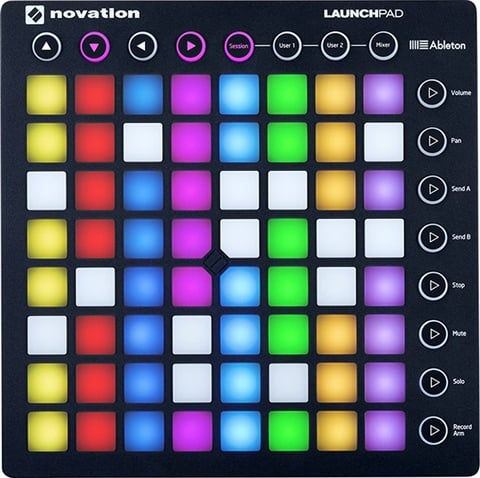 novation
LAUNCHPAD
Session
User 1
User 2
Mixer
Ableton
Volume
Pan
Send A
Send B
Stop
Mute
Solo
Record
Arm